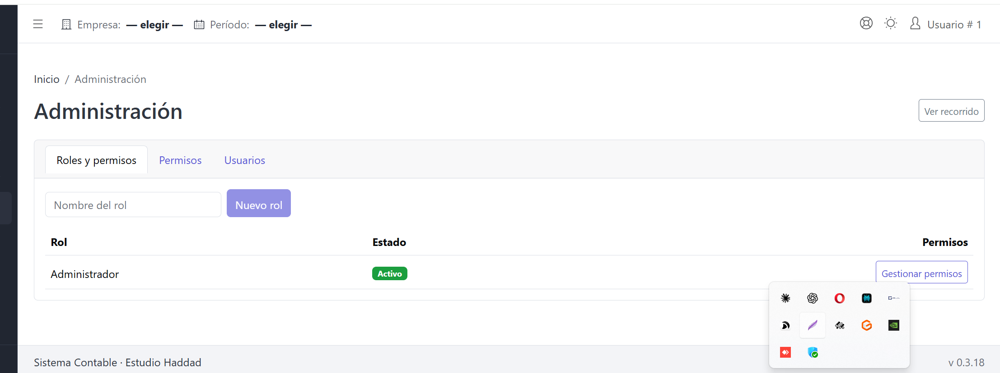 Empresa: — elegir — Período: — elegir — Usuario # 1
Inicio / Administración
Administración
Ver recorrido
Roles y permisos Permisos Usuarios
Nombre del rol Nuevo rol
Rol Estado Permisos
Administrador Activo Gestionar permisos
Sistema Contable · Estudio Haddad v 0.3.18